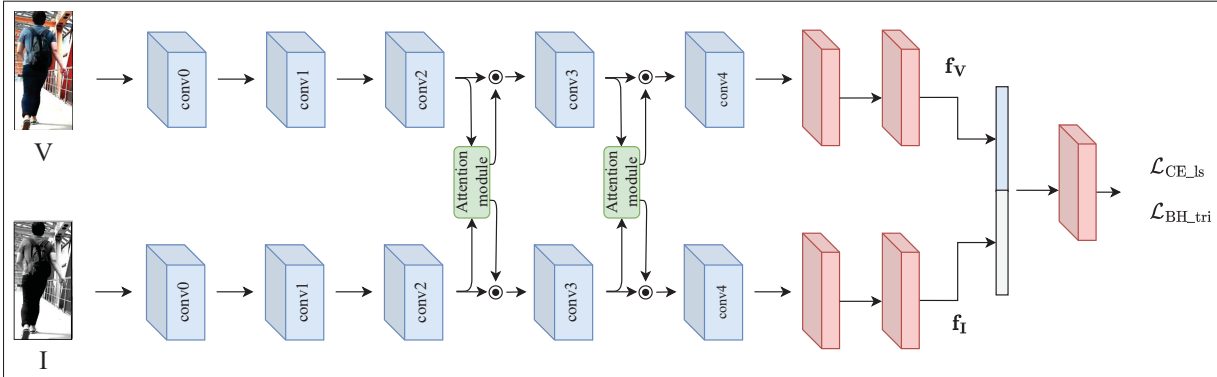 conv0
conv1
conv2
conv3
conv4
f_V
V
Attention module
Attention module
L_CE_ls
L_BH_tri
conv0
conv1
conv2
conv3
conv4
f_I
I